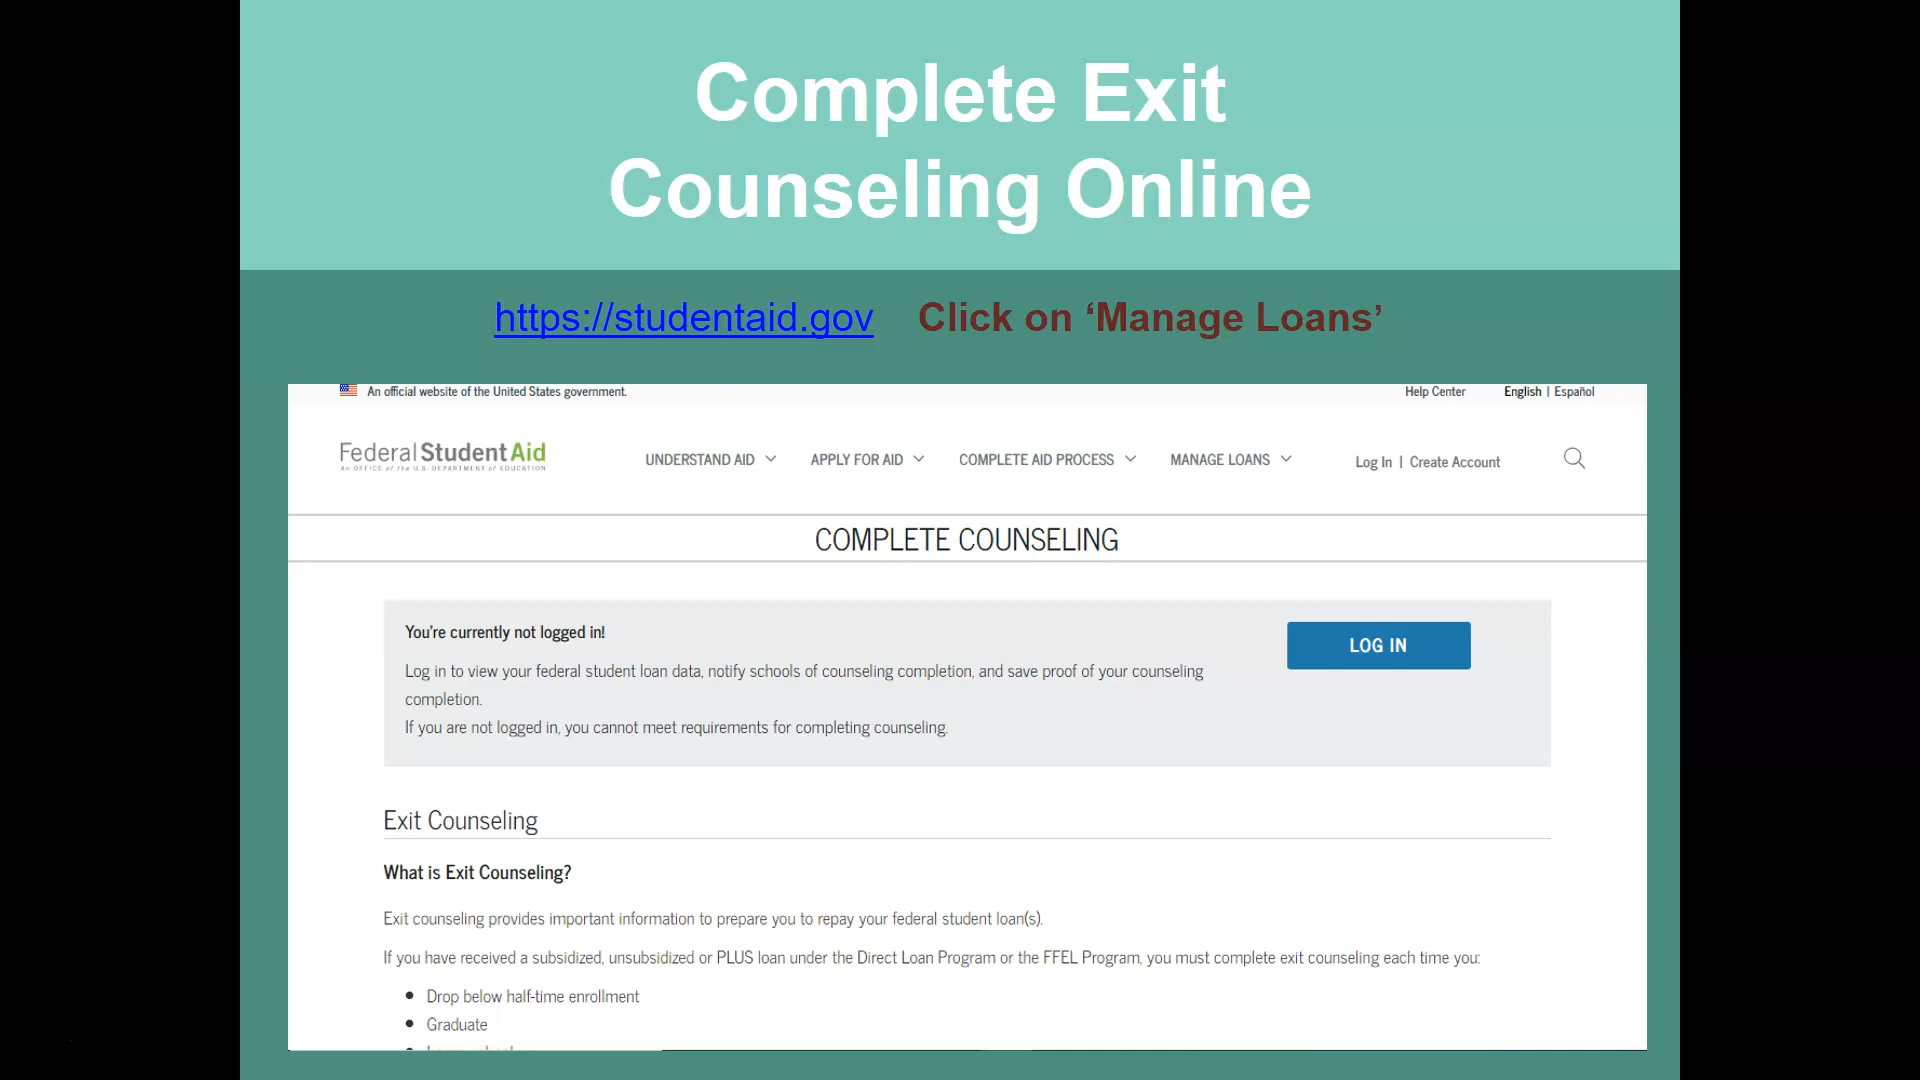 Complete Exit
Counseling Online
https://studentaid.gov Click on ‘Manage Loans’
An official website of the United States government. Help Center English | Español
Federal Student Aid UNDERSTAND AID APPLY FOR AID COMPLETE AID PROCESS MANAGE LOANS Log In | Create Account
An OFFICE of the U.S. DEPARTMENT of EDUCATION
COMPLETE COUNSELING
You're currently not logged in! LOG IN
Log in to view your federal student loan data, notify schools of counseling completion, and save proof of your counseling
completion.
If you are not logged in, you cannot meet requirements for completing counseling.
Exit Counseling
What is Exit Counseling?
Exit counseling provides important information to prepare you to repay your federal student loan(s).
If you have received a subsidized, unsubsidized or PLUS loan under the Direct Loan Program or the FFEL Program, you must complete exit counseling each time you:
• Drop below half-time enrollment
• Graduate